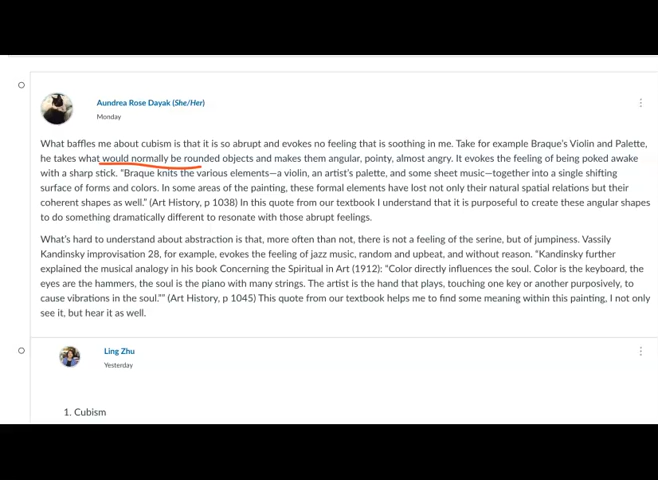 Aundrea Rose Dayak (She/Her)
Monday
What baffles me about cubism is that it is so abrupt and evokes no feeling that is soothing in me. Take for example Braque's Violin and Palette,
he takes what would normally be rounded objects and makes them angular, pointy, almost angry. It evokes the feeling of being poked awake
with a sharp stick. "Braque knits the various elements—a violin, an artist's palette, and some sheet music—together into a single shifting
surface of forms and colors. In some areas of the painting, these formal elements have lost not only their natural spatial relations but their
coherent shapes as well." (Art History, p 1038) In this quote from our textbook I understand that it is purposeful to create these angular shapes
to do something dramatically different to resonate with those abrupt feelings.
What's hard to understand about abstraction is that, more often than not, there is not a feeling of the serine, but of jumpiness. Vassily
Kandinsky improvisation 28, for example, evokes the feeling of jazz music, random and upbeat, and without reason. "Kandinsky further
explained the musical analogy in his book Concerning the Spiritual in Art (1912): "Color directly influences the soul. Color is the keyboard, the
eyes are the hammers, the soul is the piano with many strings. The artist is the hand that plays, touching one key or another purposively, to
cause vibrations in the soul."" (Art History, p 1045) This quote from our textbook helps me to find some meaning within this painting, I not only
see it, but hear it as well.
Ling Zhu
Yesterday
1. Cubism